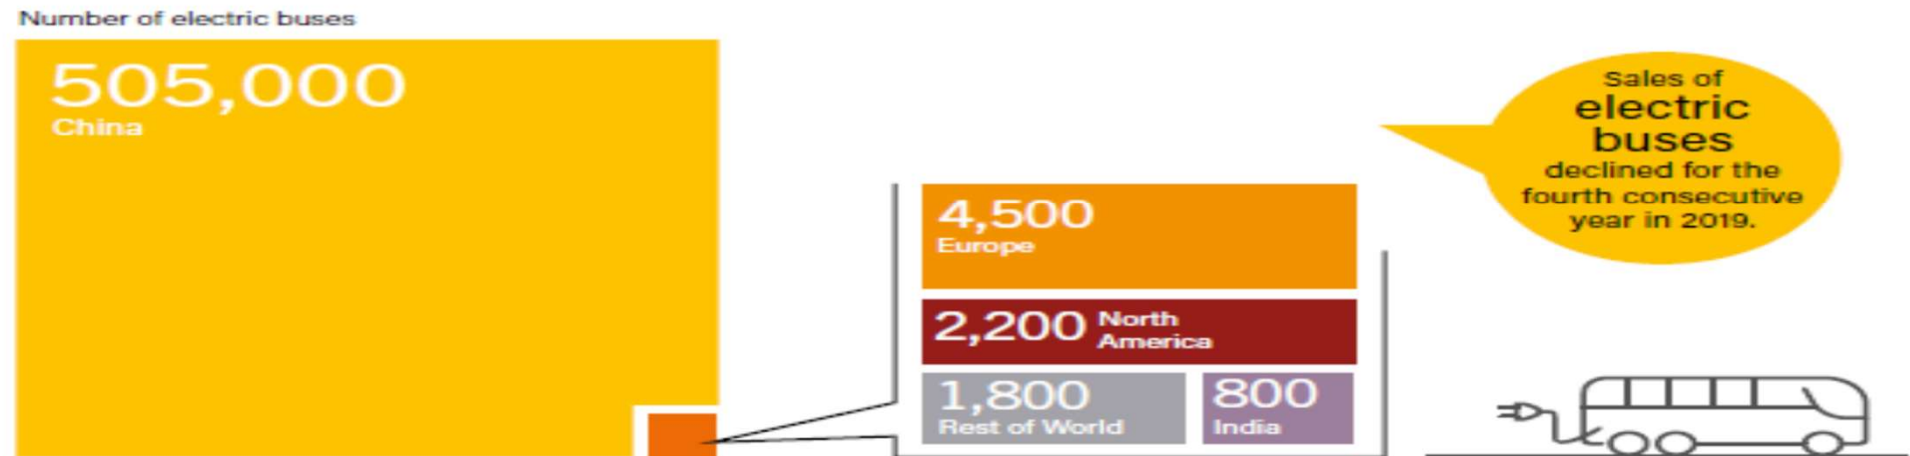 Number of electric buses
505,000
China
4,500
Europe
2,200 North
America
1,800
Rest of World
800
India
Sales of
electric
buses
declined for the
fourth consecutive
year in 2019.